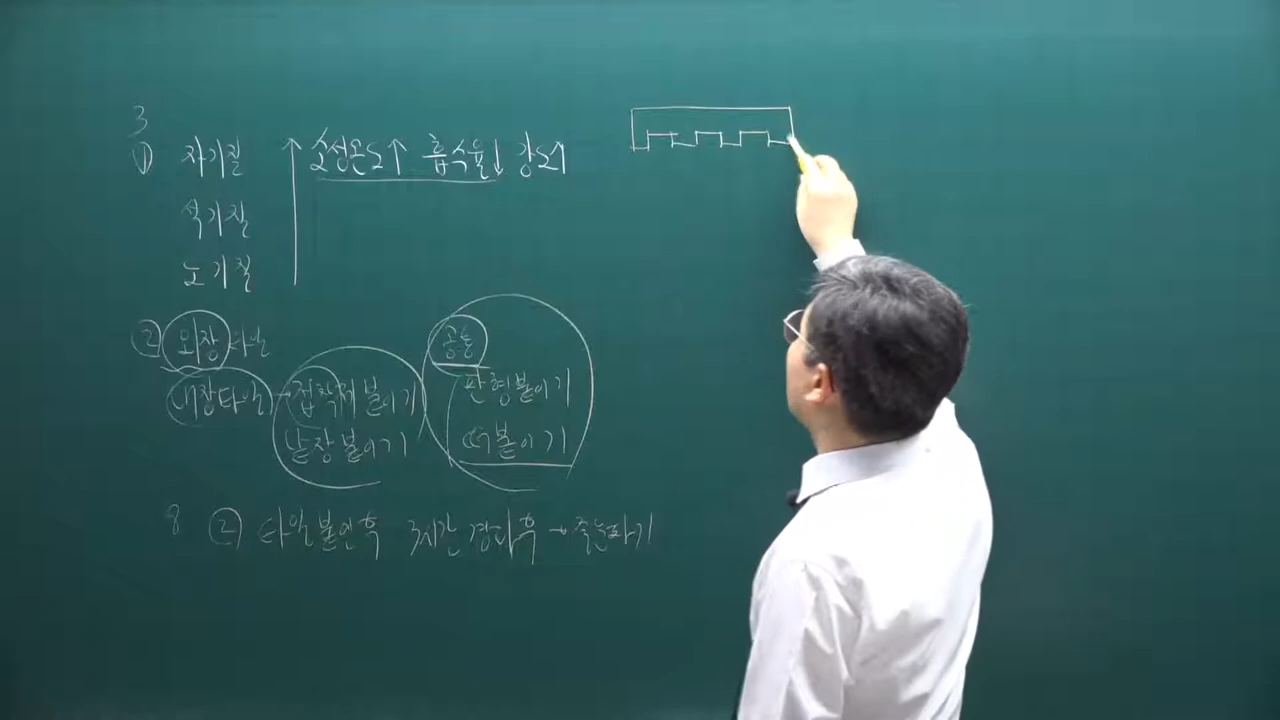 3
① 자기질 소성온도↑ 흡수율↓ 강도↑
석기질
도기질
② 외장타일 공통
내장타일 → 접착제붙이기 판형붙이기
낱장붙이기 떠붙이기
8 ② 타일붙인후 3시간 경과후 → 줄눈파기